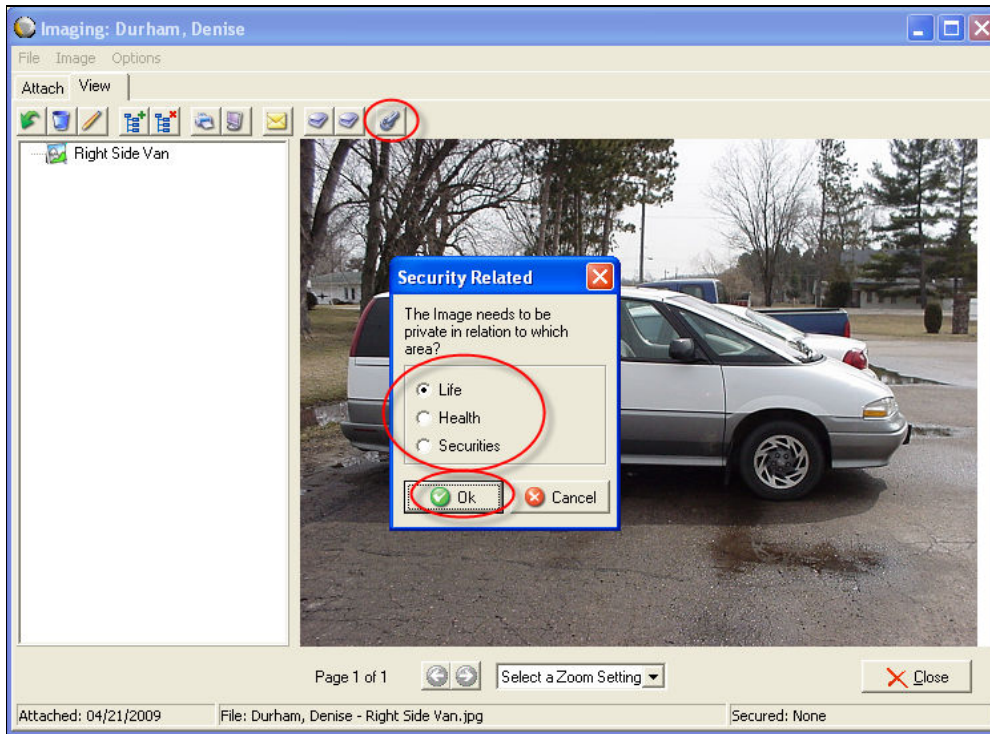 Imaging: Durham, Denise
File Image Options
Attach View
Right Side Van
Security Related
The Image needs to be
private in relation to which
area?
Life
Health
Securities
Ok Cancel
Page 1 of 1 Select a Zoom Setting Close
Attached: 04/21/2009 File: Durham, Denise - Right Side Van.jpg Secured: None